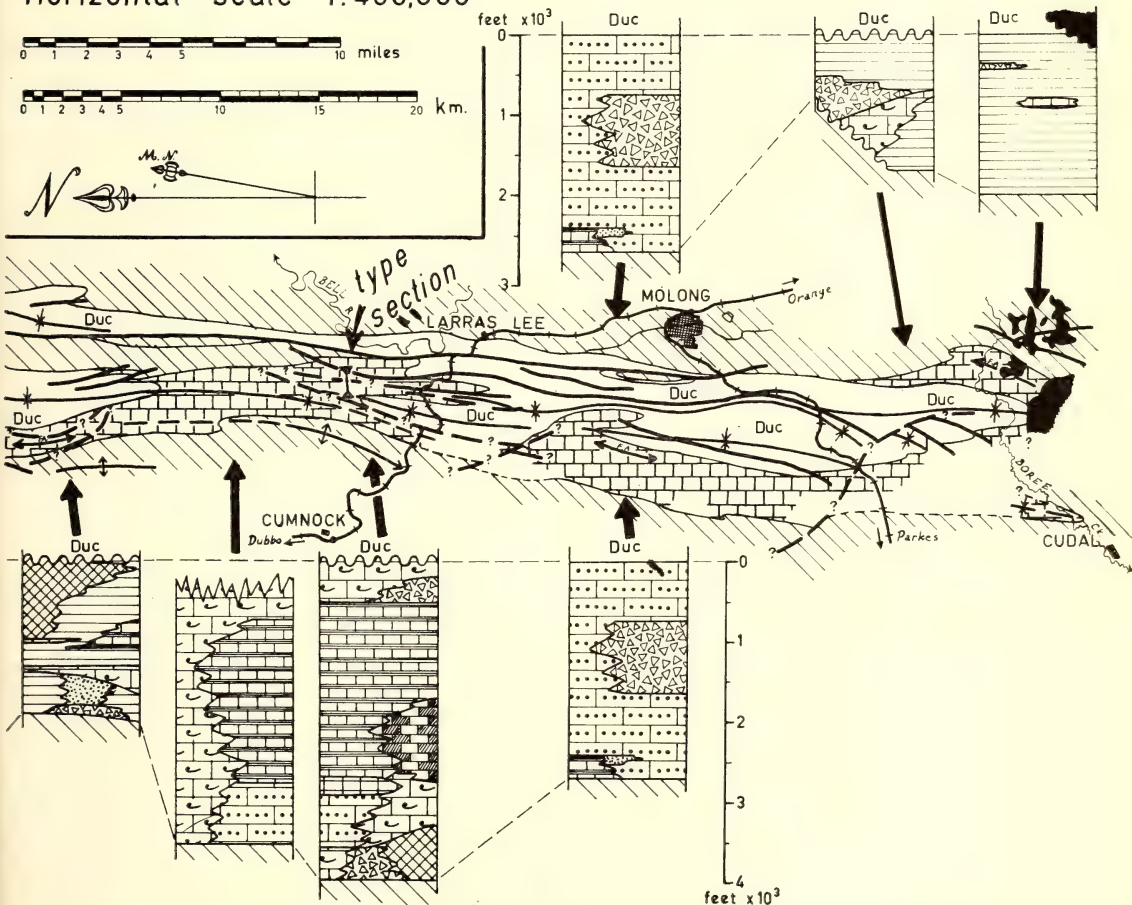 Horizontal scale 1:400,000
0 1 2 3 4 5 10 miles
0 1 2 3 4 5 10 15 20 km.
M.N.
N
feet x10³
0
1
2
3
Duc
Duc
Duc
BELL R.
type
section
LARRAS LEE
MOLONG
Orange
Duc
Duc
Duc
Duc
Duc
? ? ? ? ? ? ? ? ? ?
CUMNOCK
Dubbo
Parkes
BOREE
CK
CUDAL
Duc
Duc
Duc
0
1
2
3
4
feet x10³